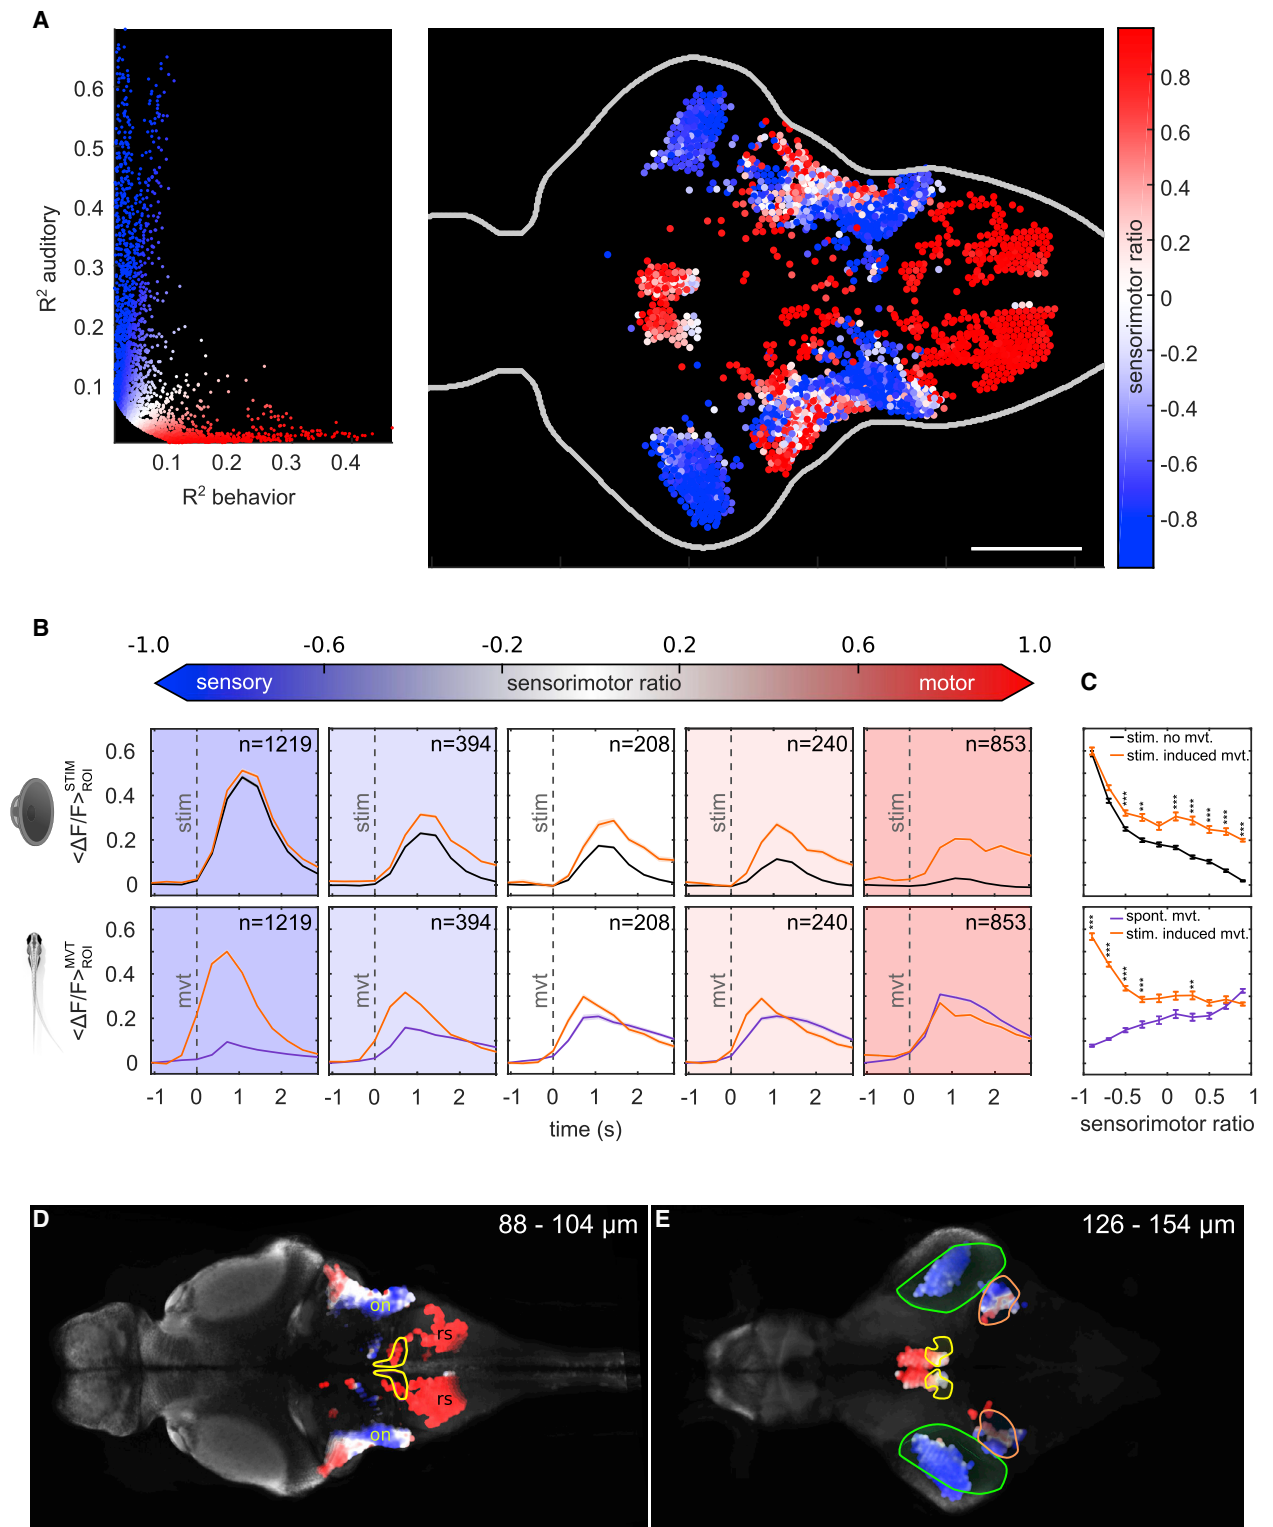 A
R² auditory
0.6
0.5
0.4
0.3
0.2
0.1
0.1 0.2 0.3 0.4
R² behavior
0.8
0.6
0.4
0.2
0
-0.2
-0.4
-0.6
-0.8
sensorimotor ratio
B
-1.0 -0.6 -0.2 0.2 0.6 1.0
sensory sensorimotor ratio motor
C
<ΔF/F>STIM ROI
0.6
0.4
0.2
0
n=1219 n=394 n=208 n=240 n=853
stim stim stim stim stim
stim. no mvt.
stim. induced mvt.
*** ** *** *** *** *** ***
<ΔF/F>MVT ROI
0.6
0.4
0.2
0
n=1219 n=394 n=208 n=240 n=853
mvt mvt mvt mvt mvt
spont. mvt.
stim. induced mvt.
*** *** *** *** **
-1 0 1 2 -1 0 1 2 -1 0 1 2 -1 0 1 2 -1 0 1 2
time (s)
-1 -0.5 0 0.5 1
sensorimotor ratio
D
88 - 104 µm
on
rs
rs
on
E
126 - 154 µm